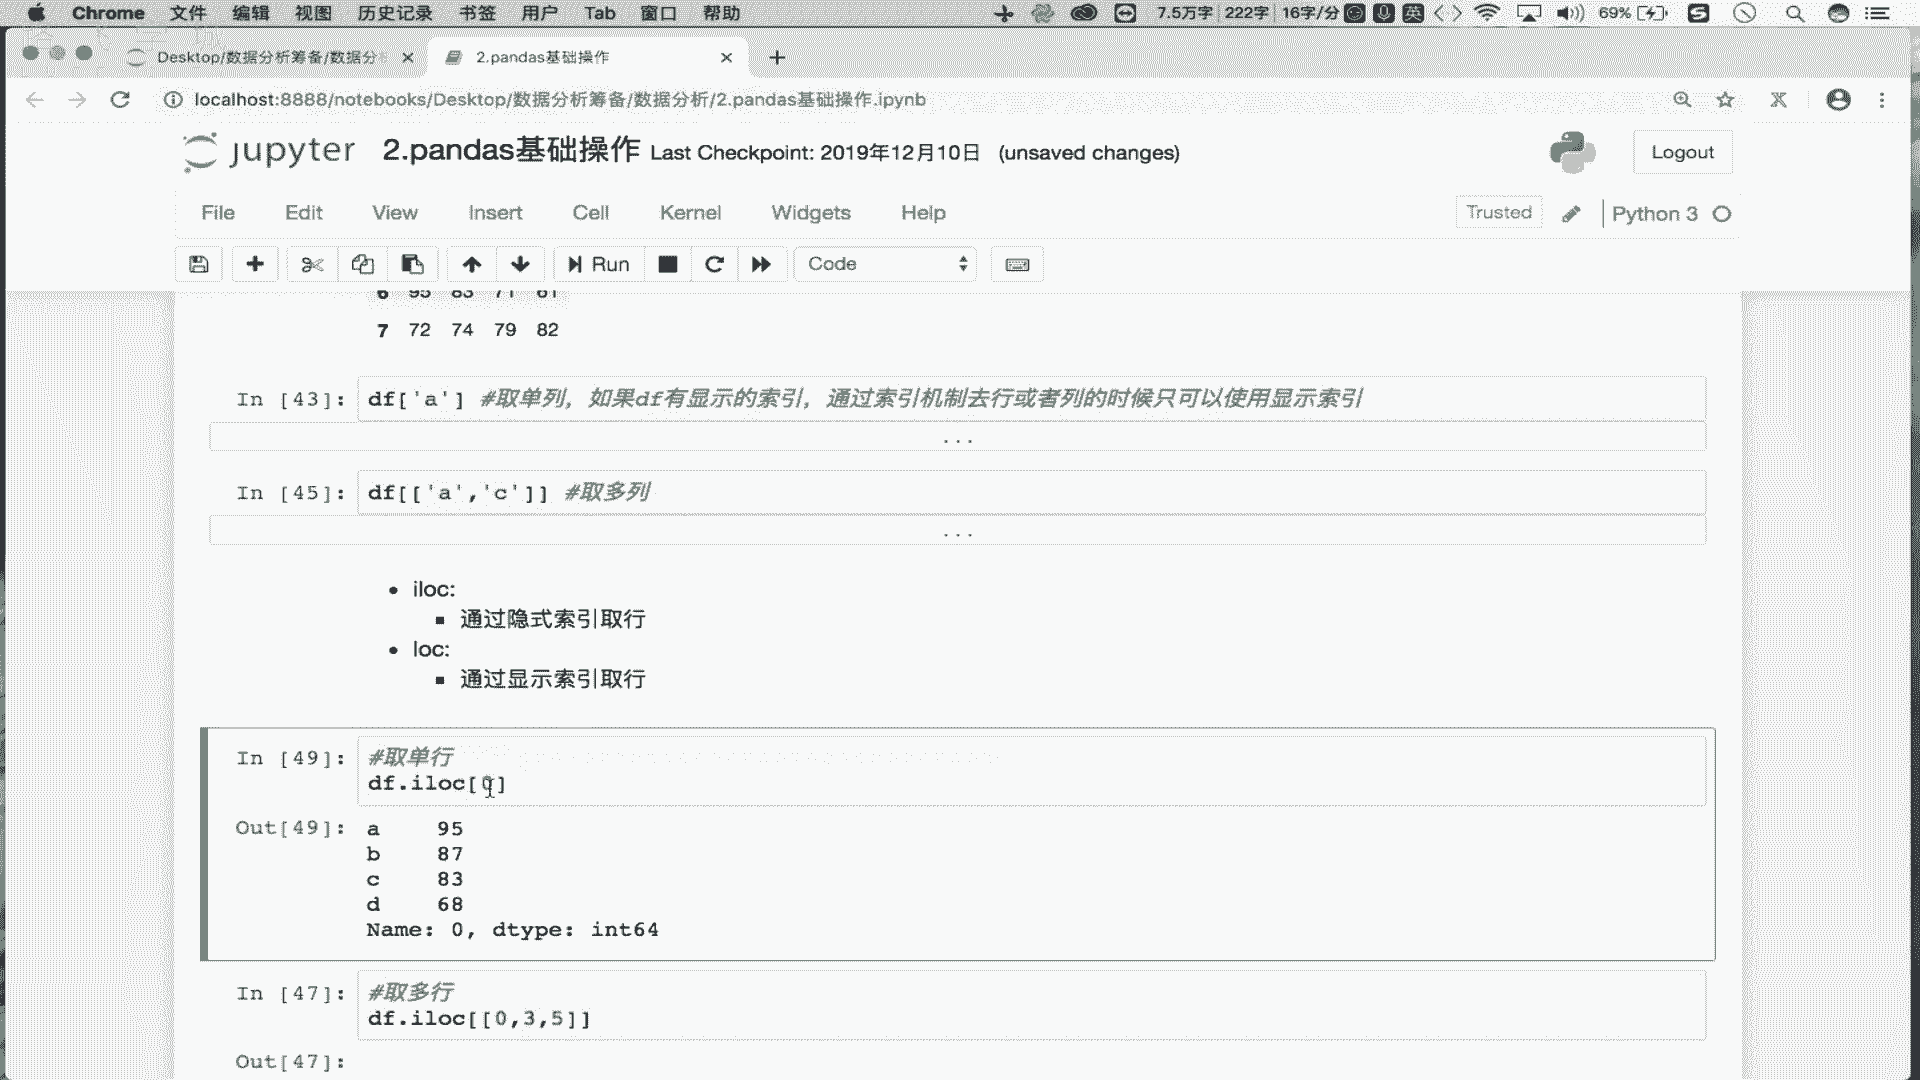 Chrome 文件 编辑 视图 历史记录 书签 用户 Tab 窗口 帮助 7.5万字 222字 16字/分 英 69%
Desktop/数据分析筹备/数据分析 2.pandas基础操作
localhost:8888/notebooks/Desktop/数据分析筹备/数据分析/2.pandas基础操作.ipynb
jupyter 2.pandas基础操作 Last Checkpoint: 2019年12月10日 (unsaved changes) Logout
File Edit View Insert Cell Kernel Widgets Help Trusted Python 3
Run Code
6 95 83 71 61
7 72 74 79 82
In [43]: df['a'] #取单列，如果df有显示的索引，通过索引机制去行或者列的时候只可以使用显示索引
...
In [45]: df[['a','c']] #取多列
...
iloc:
通过隐式索引取行
loc:
通过显示索引取行
In [49]: #取单行
df.iloc[0]
Out[49]: a 95
b 87
c 83
d 68
Name: 0, dtype: int64
In [47]: #取多行
df.iloc[[0,3,5]]
Out[47]: